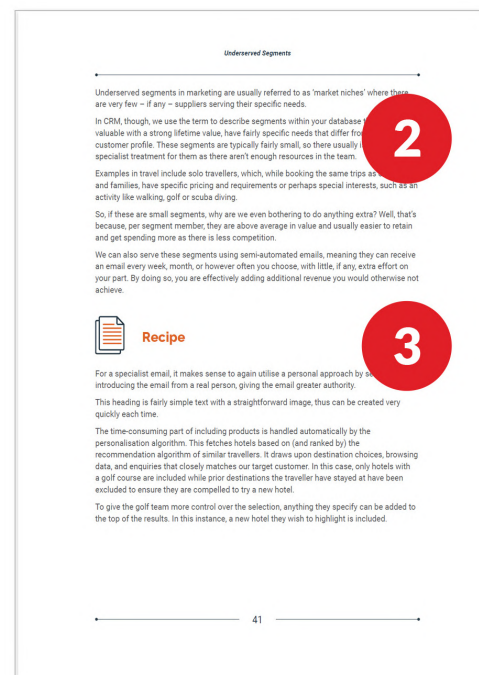 Underserved Segments
Underserved segments in marketing are usually referred to as 'market niches' where there
are very few – if any – suppliers serving their specific needs.
In CRM, though, we use the term to describe segments within your database
valuable with a strong lifetime value, have fairly specific needs that differ
customer profile. These segments are typically fairly small, so there usually
specialist treatment for them as there aren't enough resources in the team.
2
Examples in travel include solo travellers, which, while booking the same trips as
and families, have specific pricing and requirements or perhaps special interests, such as an
activity like walking, golf or scuba diving.
So, if these are small segments, why are we even bothering to do anything extra? Well, that's
because, per segment member, they are above average in value and usually easier to retain
and get spending more as there is less competition.
We can also serve these segments using semi-automated emails, meaning they can receive
an email every week, month, or however often you choose, with little, if any, extra effort on
your part. By doing so, you are effectively adding additional revenue you would otherwise not
achieve.
Recipe
3
For a specialist email, it makes sense to again utilise a personal approach by
introducing the email from a real person, giving the email greater authority.
This heading is fairly simple text with a straightforward image, thus can be created very
quickly each time.
The time-consuming part of including products is handled automatically by the
personalisation algorithm. This fetches hotels based on (and ranked by) the
recommendation algorithm of similar travellers. It draws upon destination choices, browsing
data, and enquiries that closely matches our target customer. In this case, only hotels with
a golf course are included while prior destinations the traveller have stayed at have been
excluded to ensure they are compelled to try a new hotel.
To give the golf team more control over the selection, anything they specify can be added to
the top of the results. In this instance, a new hotel they wish to highlight is included.
41